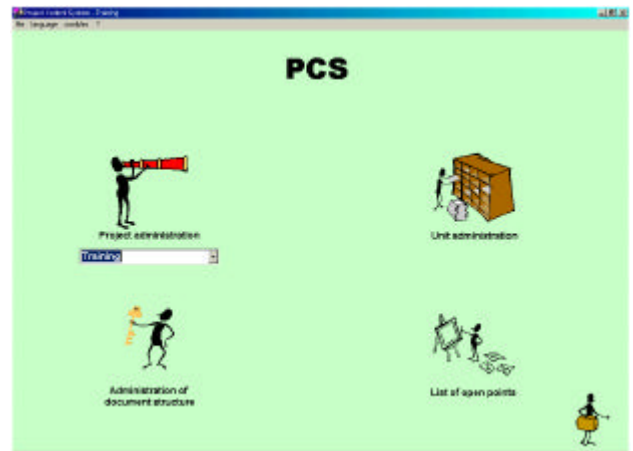 Project Control System - Training
file language modules ?
PCS
Project administration
Unit administration
Training
Administration of
document structure
List of open points